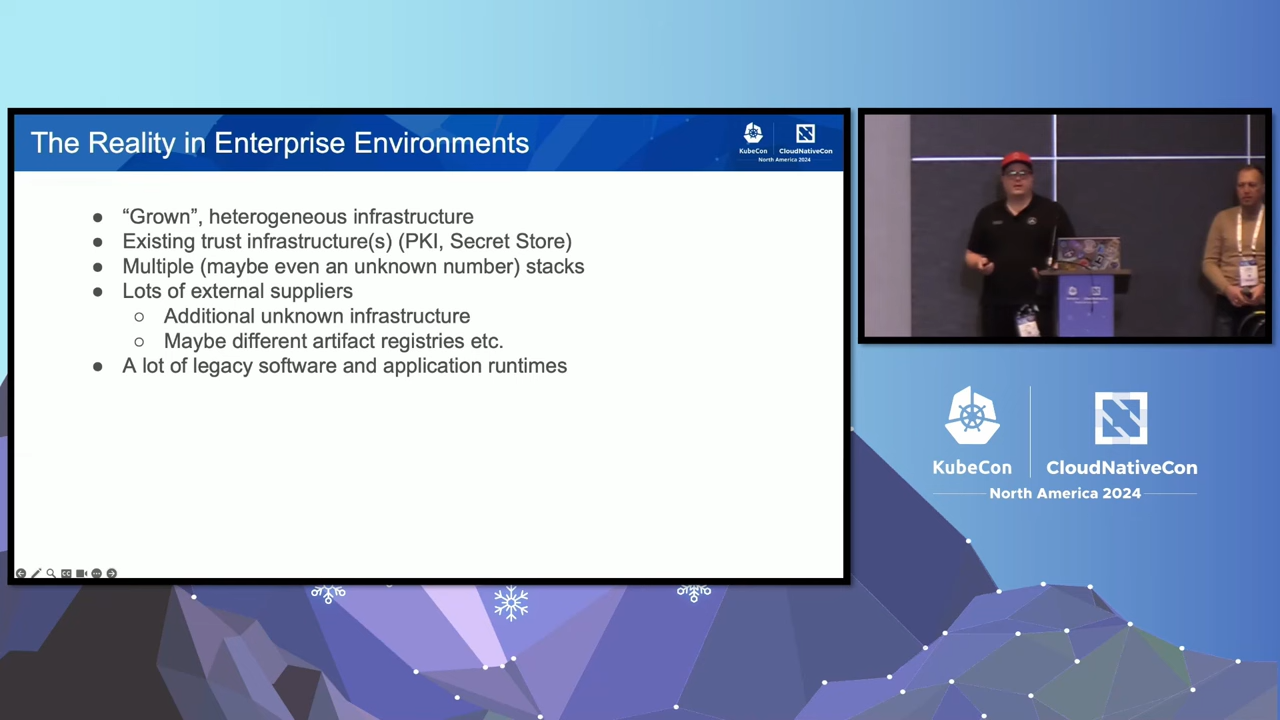 The Reality in Enterprise Environments
KubeCon
CloudNativeCon
North America 2024
● “Grown”, heterogeneous infrastructure
● Existing trust infrastructure(s) (PKI, Secret Store)
● Multiple (maybe even an unknown number) stacks
● Lots of external suppliers
○ Additional unknown infrastructure
○ Maybe different artifact registries etc.
● A lot of legacy software and application runtimes
KubeCon
CloudNativeCon
North America 2024